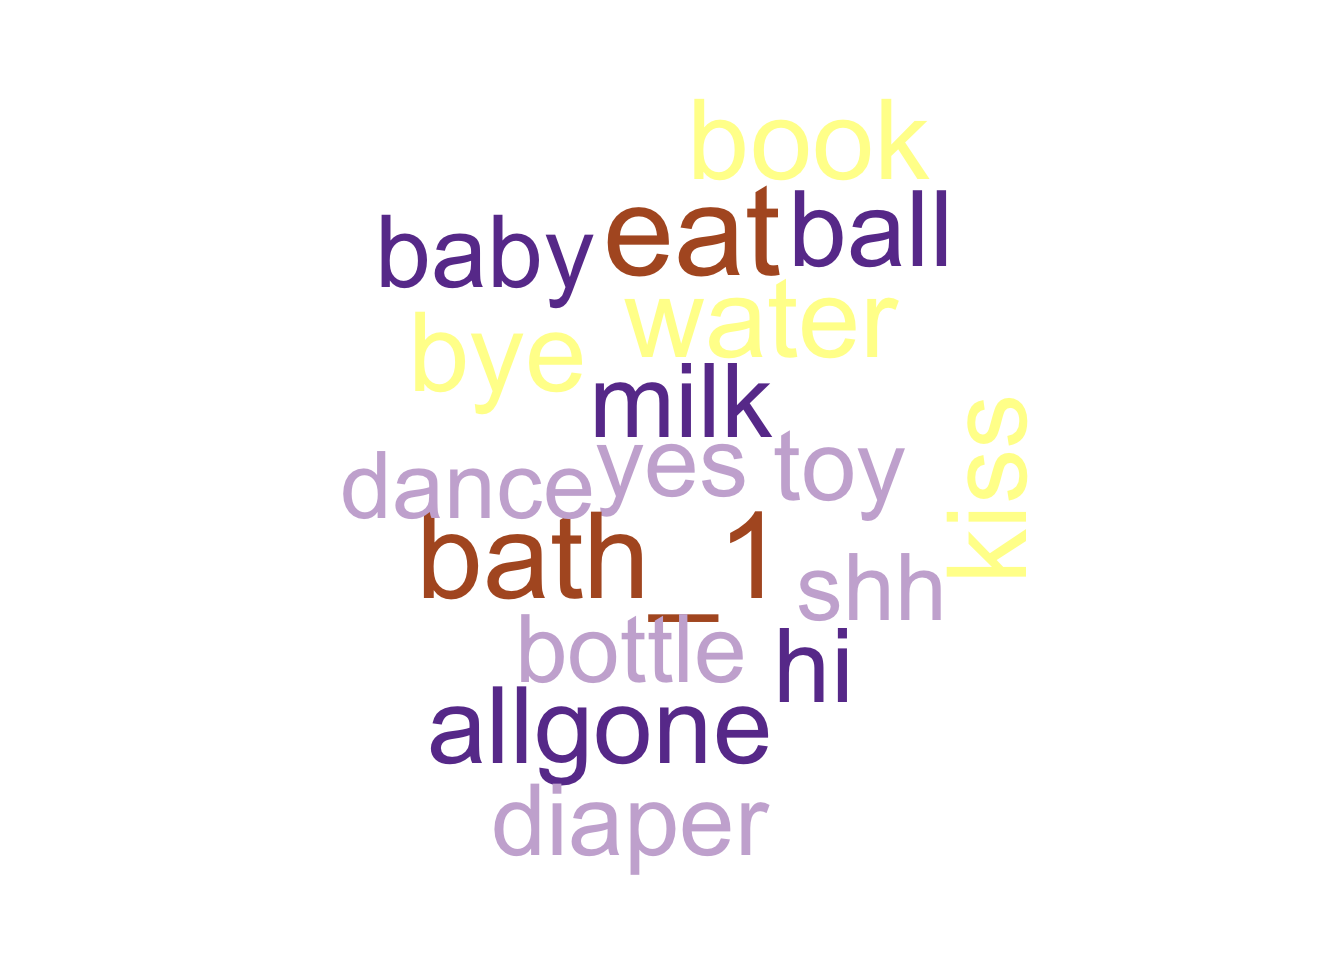 book
baby eat ball
bye water
milk
dance yes toy
kiss
bath_1 shh
bottle hi
allgone
diaper